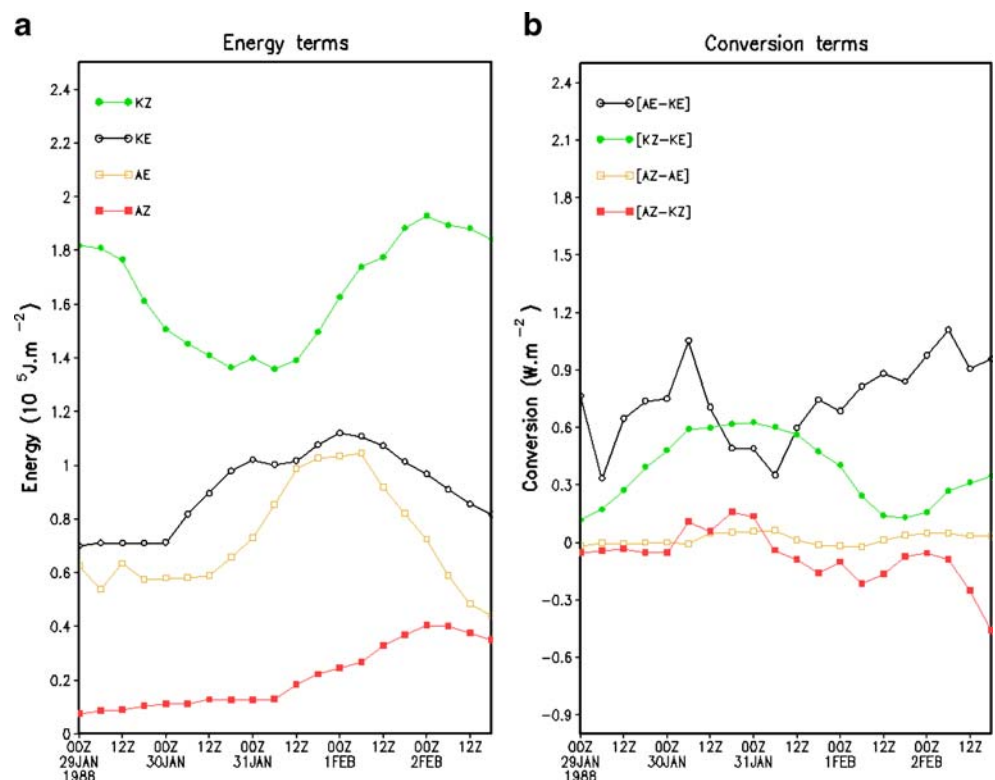 a
Energy terms
2.4
2.2
2
1.8
1.6
1.4
1.2
1
0.8
0.6
0.4
0.2
0
Energy (10 ⁵J.m ⁻²)
KZ
KE
AE
AZ
00Z 12Z 00Z 12Z 00Z 12Z 00Z 12Z 00Z 12Z
29JAN 30JAN 31JAN 1FEB 2FEB
1988
b
Conversion terms
2.4
2.1
1.8
1.5
1.2
0.9
0.6
0.3
0
−0.3
−0.6
−0.9
Conversion (W.m ⁻²)
[AE−KE]
[KZ−KE]
[AZ−AE]
[AZ−KZ]
00Z 12Z 00Z 12Z 00Z 12Z 00Z 12Z 00Z 12Z
29JAN 30JAN 31JAN 1FEB 2FEB
1988